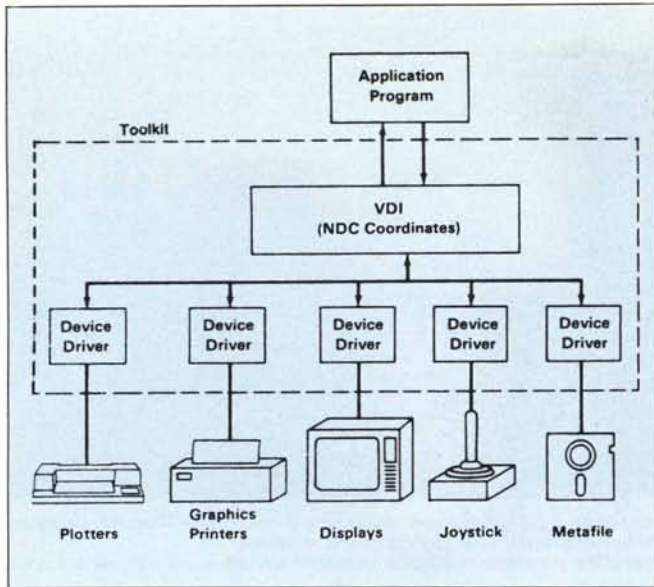 Application
Program
Toolkit
VDI
(NDC Coordinates)
Device
Driver
Device
Driver
Device
Driver
Device
Driver
Device
Driver
Plotters
Graphics
Printers
Displays
Joystick
Metafile